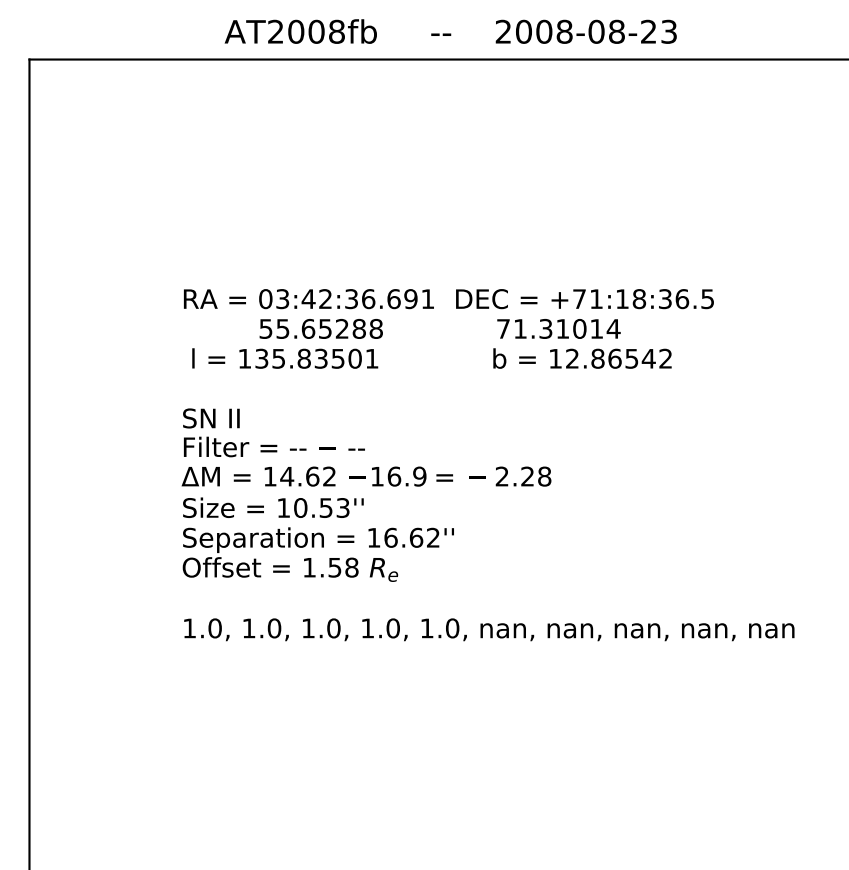 AT2008fb -- 2008-08-23
RA = 03:42:36.691 DEC = +71:18:36.5
55.65288 71.31014
l = 135.83501 b = 12.86542
SN II
Filter = -- − --
ΔM = 14.62 −16.9 = − 2.28
Size = 10.53''
Separation = 16.62''
Offset = 1.58 Rₑ
1.0, 1.0, 1.0, 1.0, 1.0, nan, nan, nan, nan, nan